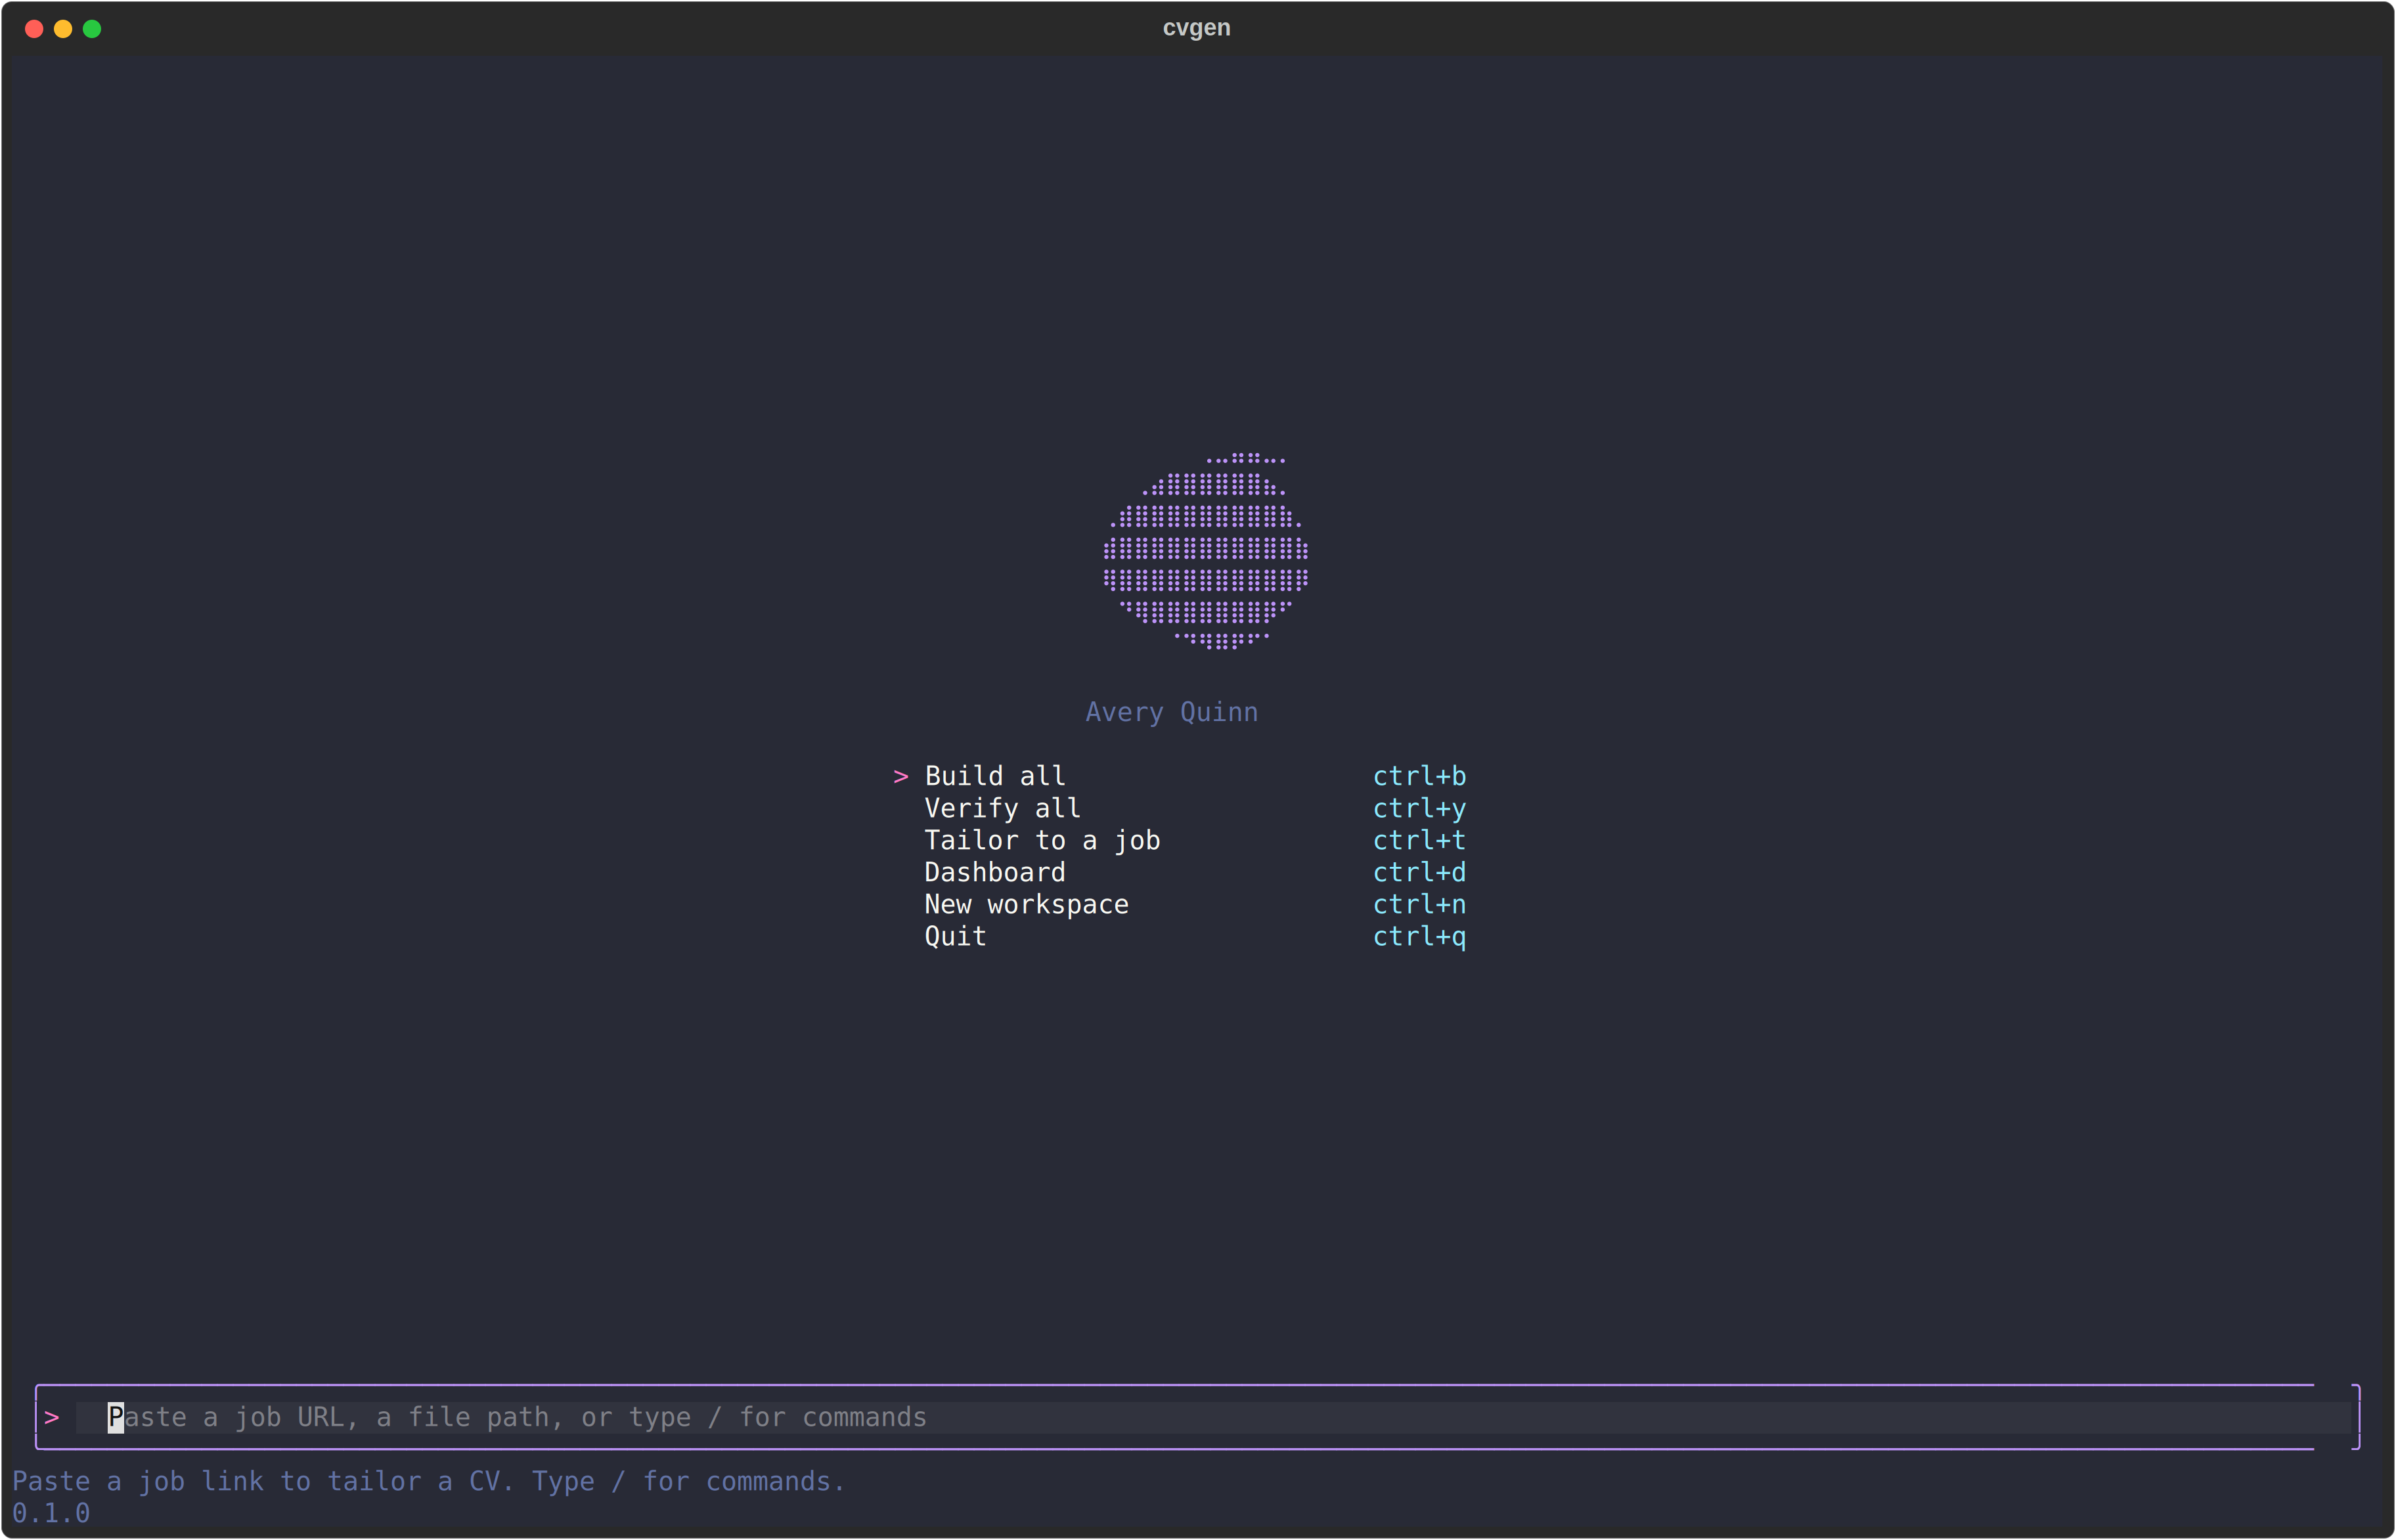 cvgen
Avery Quinn
> Build all ctrl+b
Verify all ctrl+y
Tailor to a job ctrl+t
Dashboard ctrl+d
New workspace ctrl+n
Quit ctrl+q
> Paste a job URL, a file path, or type / for commands
Paste a job link to tailor a CV. Type / for commands.
0.1.0